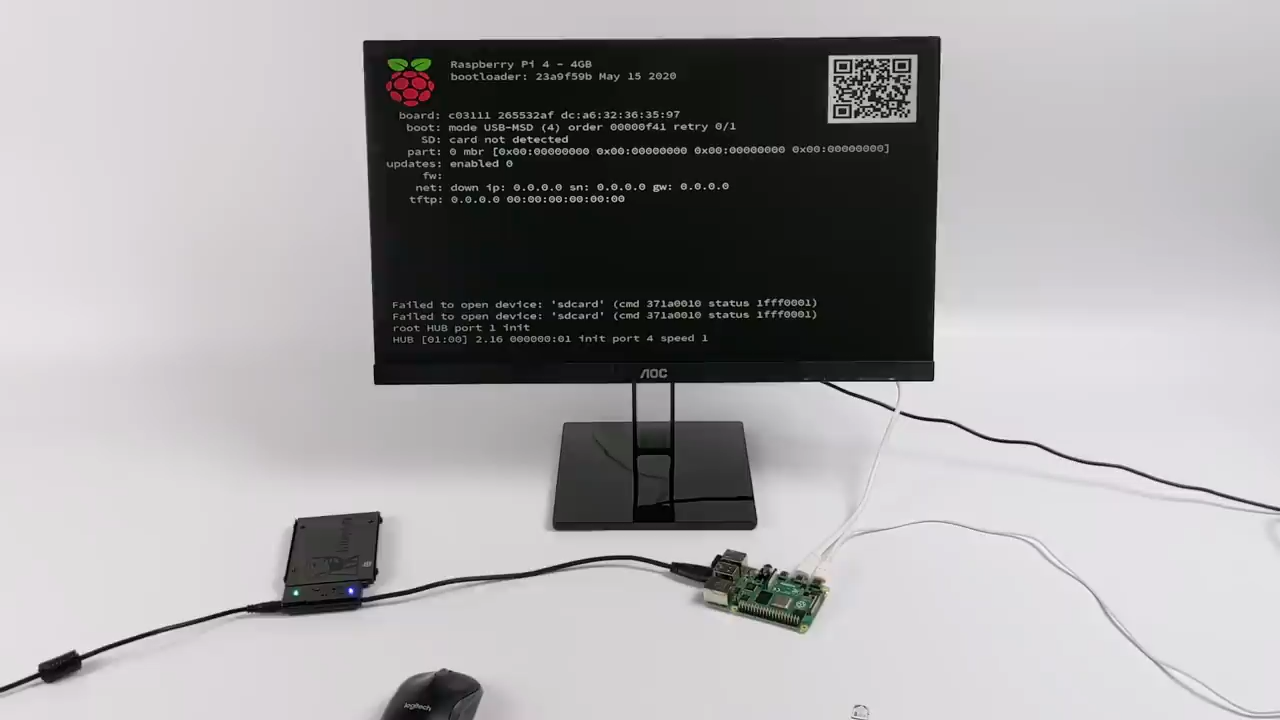 Raspberry Pi 4 - 4GB
bootloader: 23a9f59b May 15 2020
board: c03111 265532af dc:a6:32:36:35:97
boot: mode USB-MSD (4) order 00000f41 retry 0/1
SD: card not detected
part: 0 mbr [0x00:00000000 0x00:00000000 0x00:00000000 0x00:00000000]
updates: enabled 0
fw:
net: down ip: 0.0.0.0 sn: 0.0.0.0 gw: 0.0.0.0
tftp: 0.0.0.0 00:00:00:00:00:00
Failed to open device: 'sdcard' (cmd 371a0010 status 1fff0001)
Failed to open device: 'sdcard' (cmd 371a0010 status 1fff0001)
root HUB port 1 init
HUB [01:00] 2.16 000000:01 init port 4 speed 1
AOC
Kingston
logitech